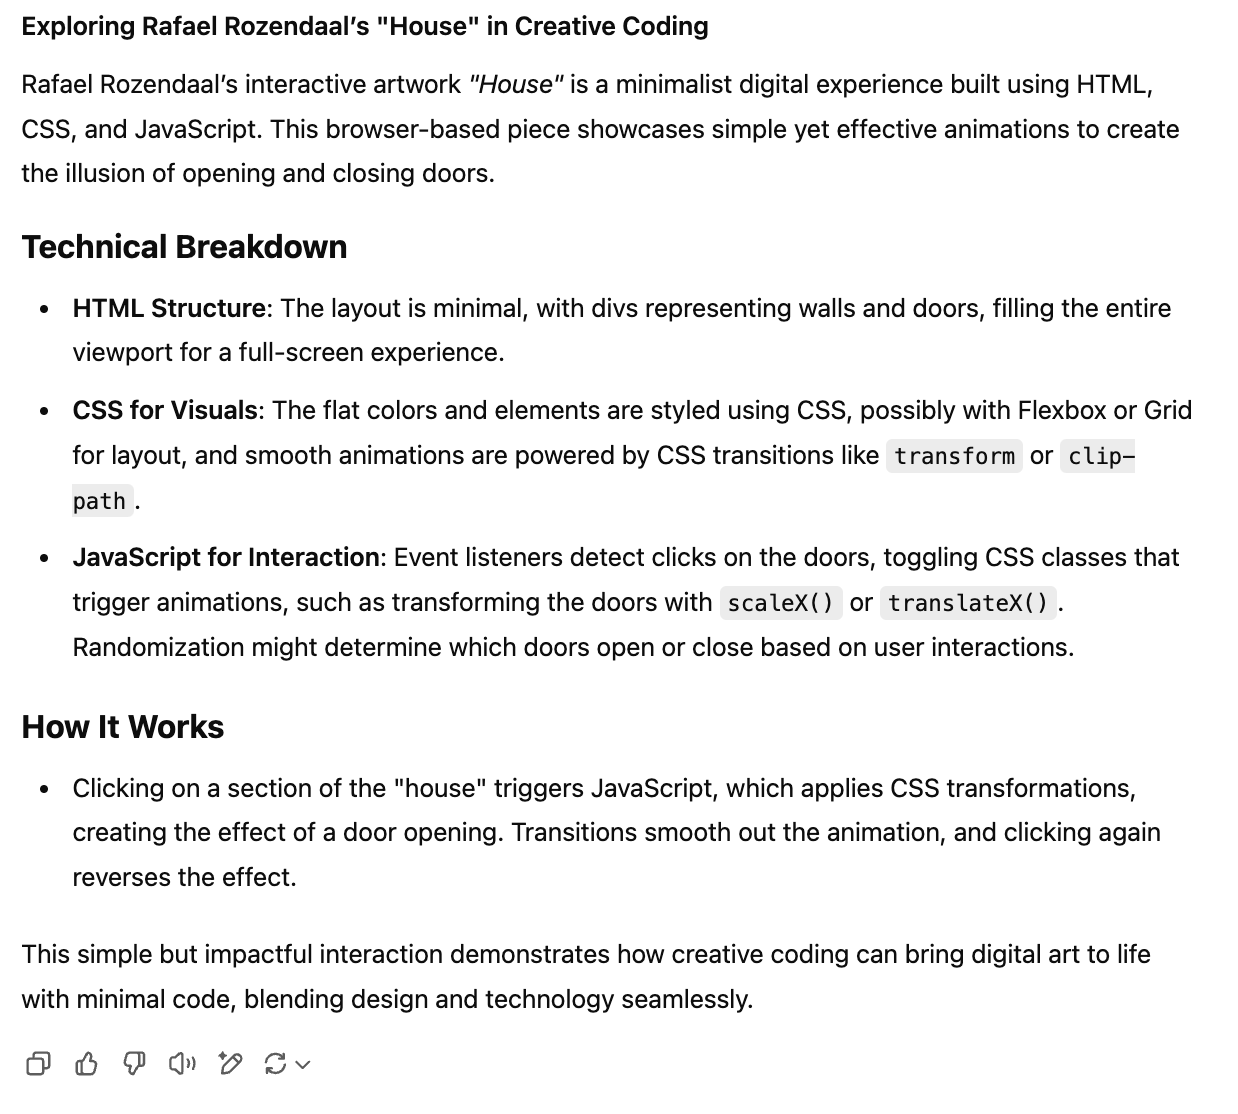 Exploring Rafael Rozendaal’s "House" in Creative Coding
Rafael Rozendaal’s interactive artwork "House" is a minimalist digital experience built using HTML,
CSS, and JavaScript. This browser-based piece showcases simple yet effective animations to create
the illusion of opening and closing doors.
Technical Breakdown
• HTML Structure: The layout is minimal, with divs representing walls and doors, filling the entire
viewport for a full-screen experience.
• CSS for Visuals: The flat colors and elements are styled using CSS, possibly with Flexbox or Grid
for layout, and smooth animations are powered by CSS transitions like transform or clip-
path.
• JavaScript for Interaction: Event listeners detect clicks on the doors, toggling CSS classes that
trigger animations, such as transforming the doors with scaleX() or translateX().
Randomization might determine which doors open or close based on user interactions.
How It Works
• Clicking on a section of the "house" triggers JavaScript, which applies CSS transformations,
creating the effect of a door opening. Transitions smooth out the animation, and clicking again
reverses the effect.
This simple but impactful interaction demonstrates how creative coding can bring digital art to life
with minimal code, blending design and technology seamlessly.